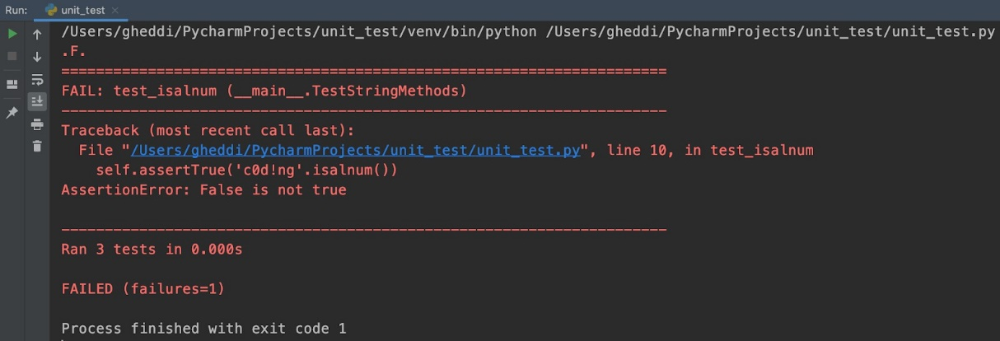 Run: unit_test ×
/Users/gheddi/PycharmProjects/unit_test/venv/bin/python /Users/gheddi/PycharmProjects/unit_test/unit_test.py
.F.
======================================================================
FAIL: test_isalnum (__main__.TestStringMethods)
----------------------------------------------------------------------
Traceback (most recent call last):
  File "/Users/gheddi/PycharmProjects/unit_test/unit_test.py", line 10, in test_isalnum
    self.assertTrue('c0d!ng'.isalnum())
AssertionError: False is not true
----------------------------------------------------------------------
Ran 3 tests in 0.000s
FAILED (failures=1)
Process finished with exit code 1